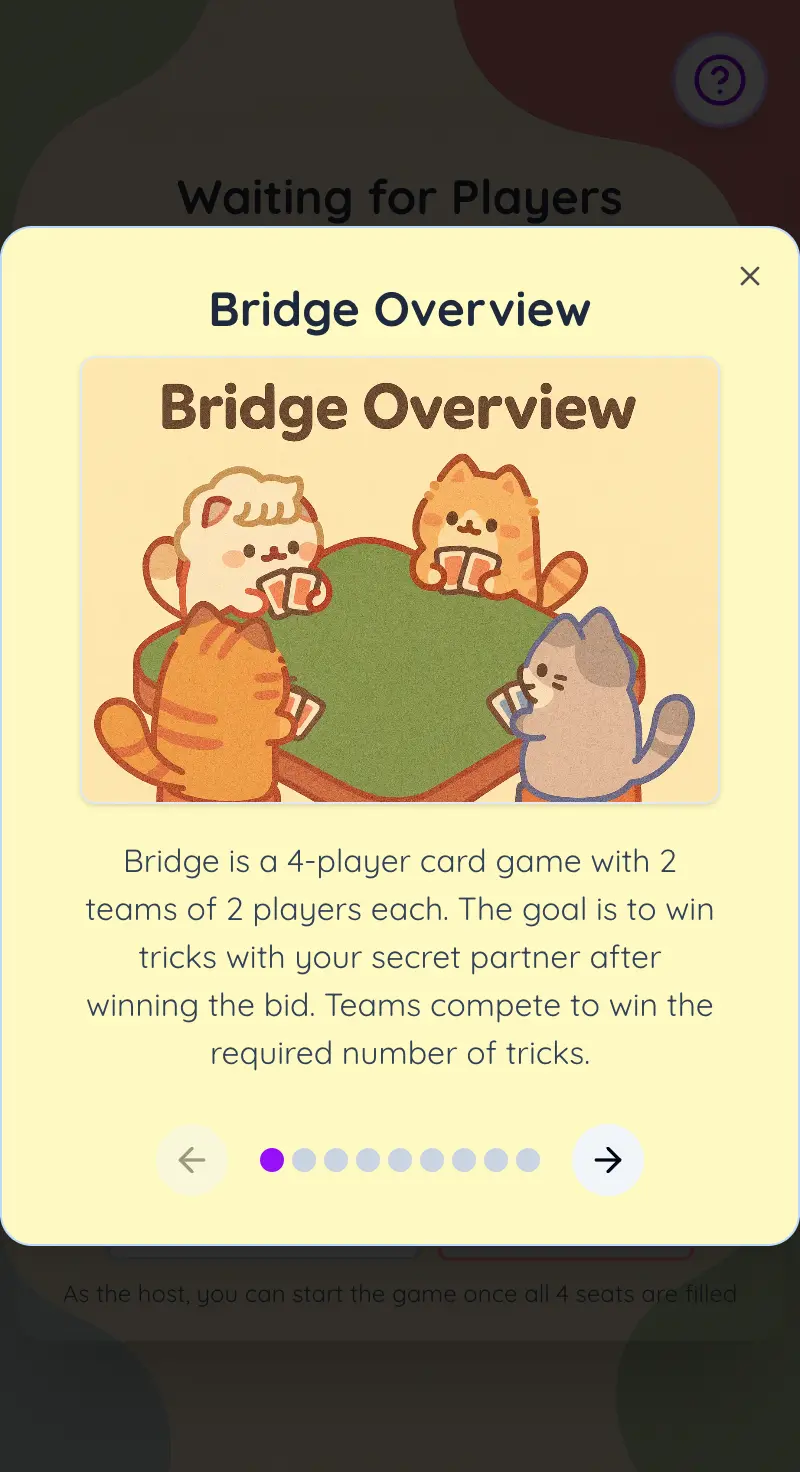 Waiting for Players
Bridge Overview
Bridge Overview
Bridge is a 4-player card game with 2
teams of 2 players each. The goal is to win
tricks with your secret partner after
winning the bid. Teams compete to win the
required number of tricks.
As the host, you can start the game once all 4 seats are filled